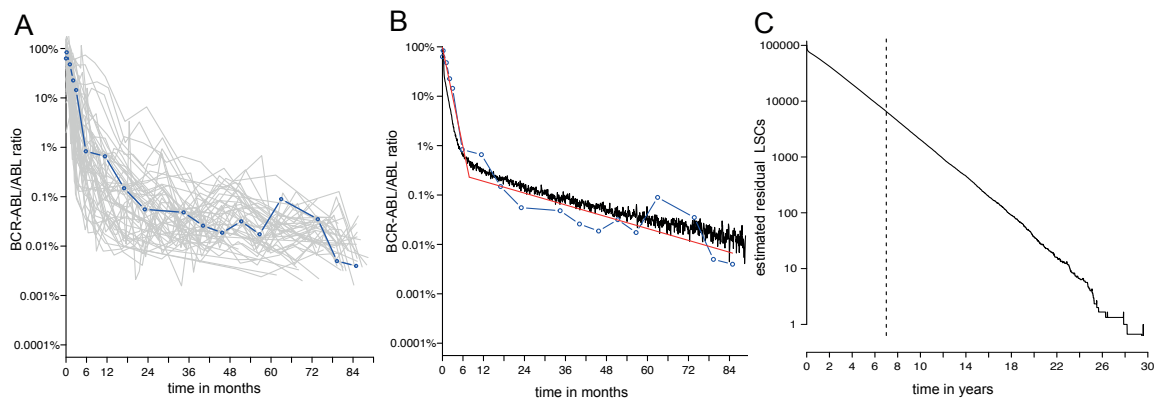 A
BCR-ABL/ABL ratio
100%
10%
1%
0.1%
0.01%
0.001%
0.0001%
0 6 12 24 36 48 60 72 84
time in months
B
BCR-ABL/ABL ratio
100%
10%
1%
0.1%
0.01%
0.001%
0.0001%
0 6 12 24 36 48 60 72 84
time in months
C
estimated residual LSCs
100000
10000
1000
100
10
1
0 2 4 6 8 10 14 18 22 26 30
time in years